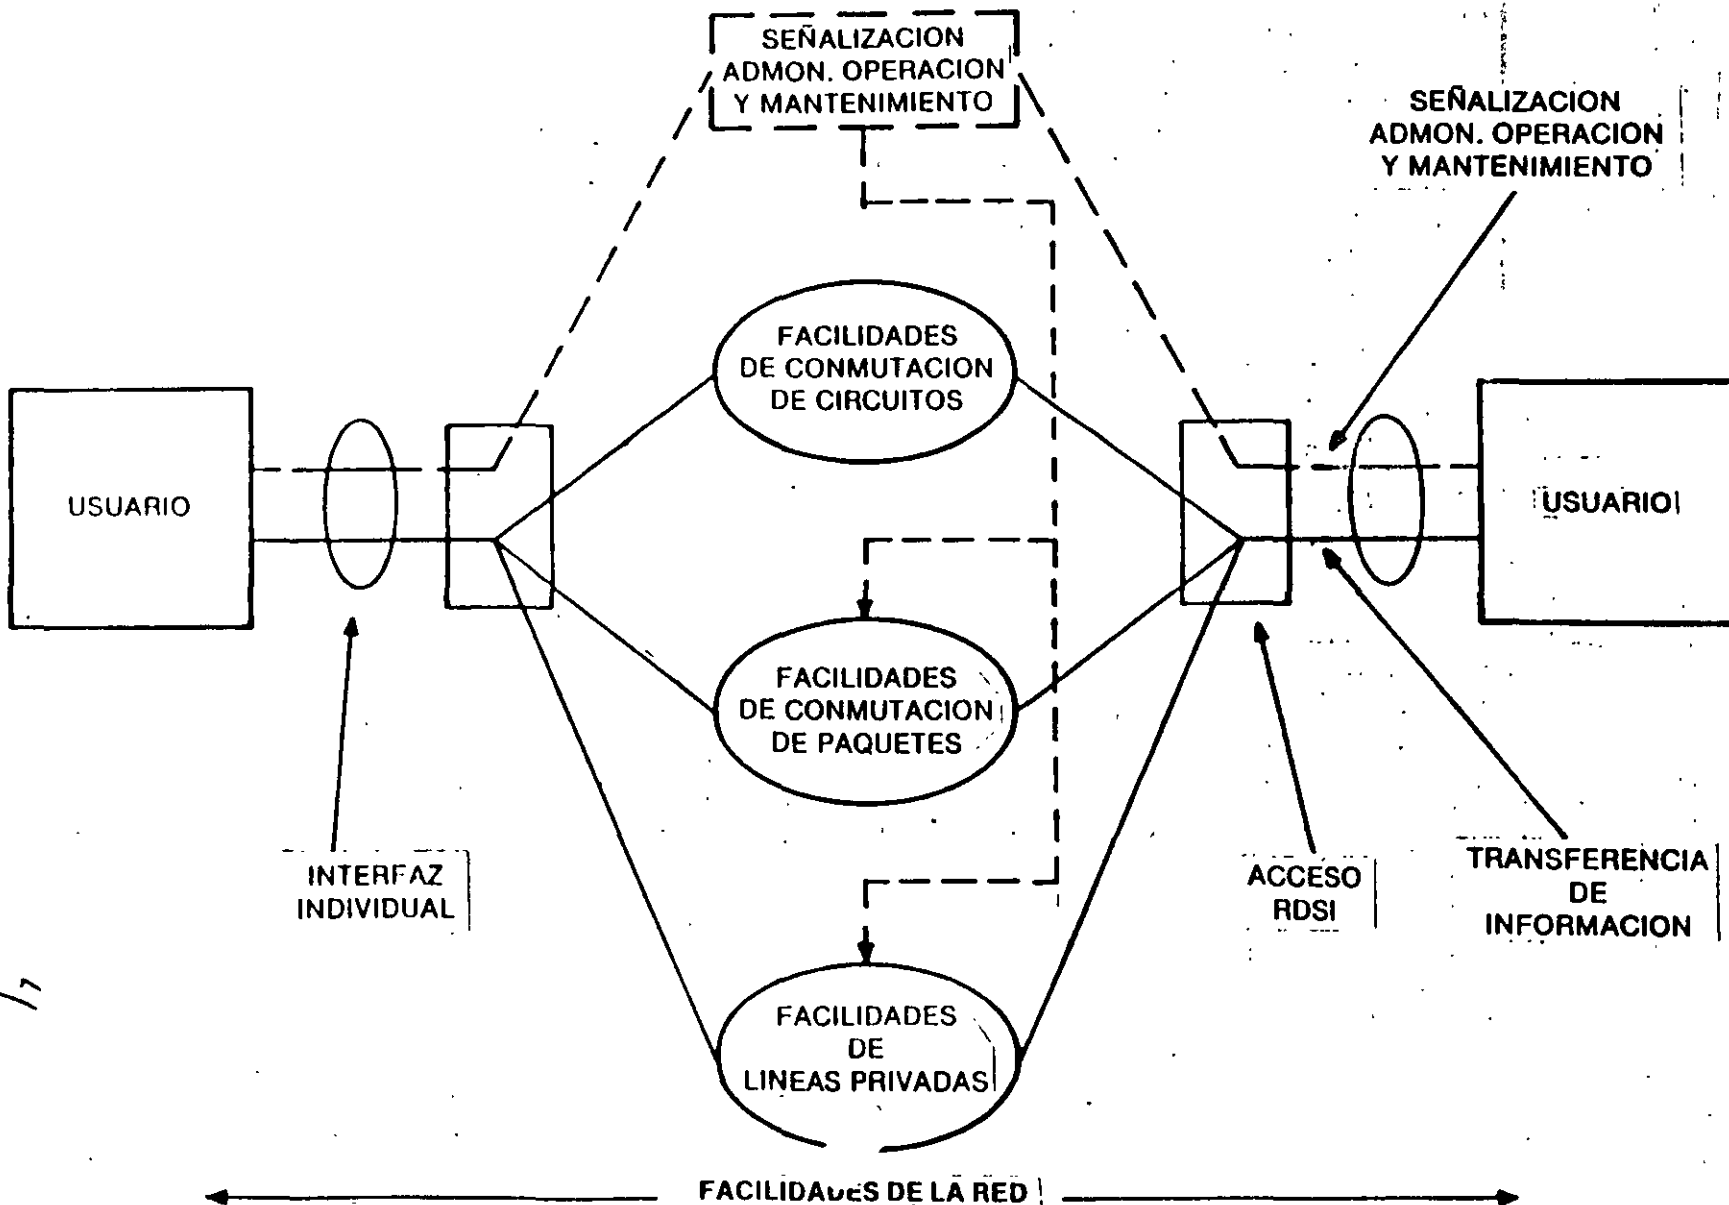 SEÑALIZACION
ADMON. OPERACION
Y MANTENIMIENTO
SEÑALIZACION
ADMON. OPERACION
Y MANTENIMIENTO
FACILIDADES
DE CONMUTACION
DE CIRCUITOS
USUARIO
USUARIO
FACILIDADES
DE CONMUTACION
DE PAQUETES
INTERFAZ
INDIVIDUAL
ACCESO
RDSI
TRANSFERENCIA
DE
INFORMACION
FACILIDADES
DE
LINEAS PRIVADAS
FACILIDADES DE LA RED